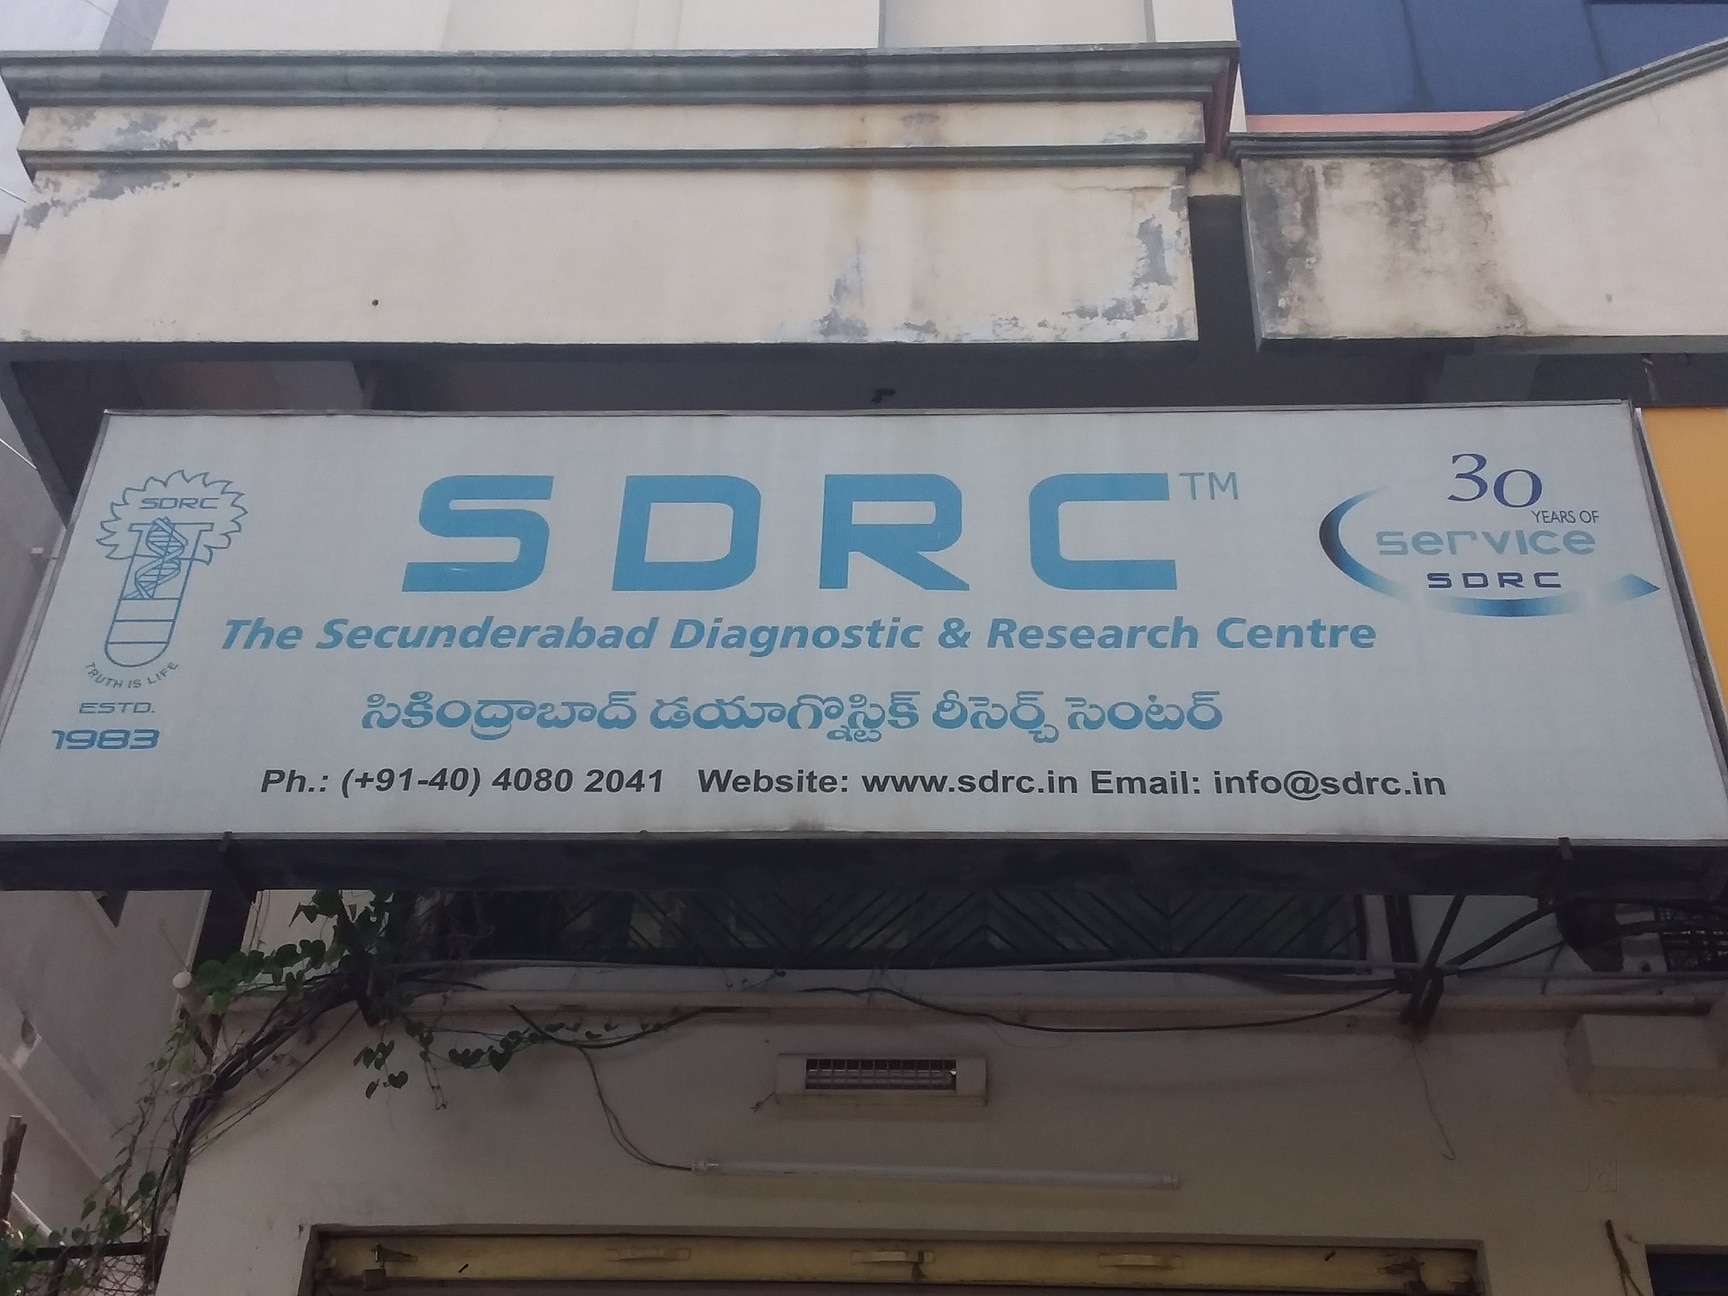 SDRC
TRUTH IS LIFE
ESTD.
1983
SDRC™
The Secunderabad Diagnostic & Research Centre
సికింద్రాబాద్ డయాగ్నొస్టిక్ రీసెర్చ్ సెంటర్
Ph.: (+91-40) 4080 2041 Website: www.sdrc.in Email: info@sdrc.in
30
YEARS OF
service
SDRC
Jd